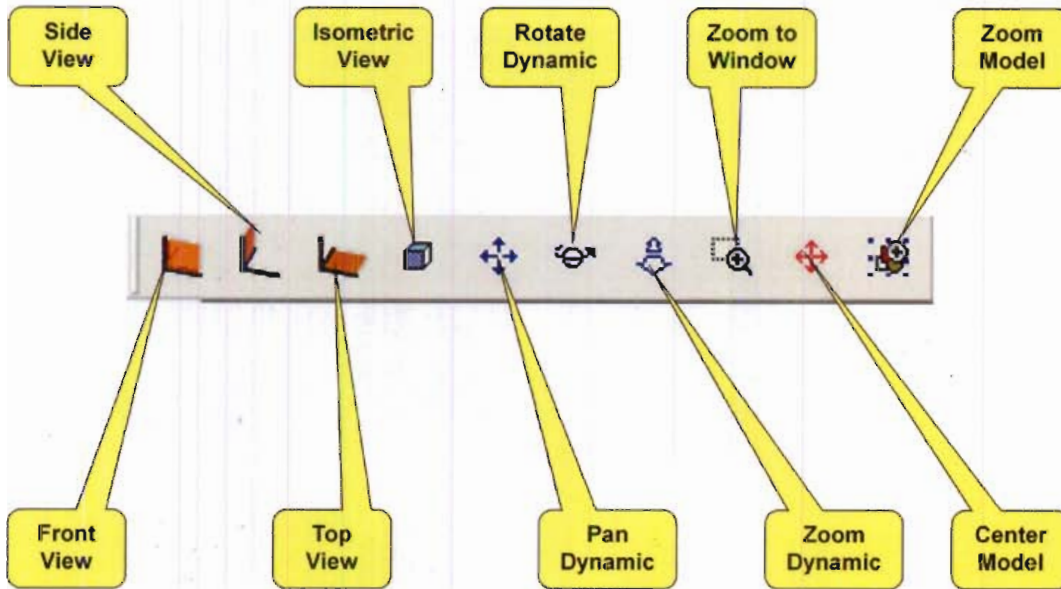 Side
View
Isometric
View
Rotate
Dynamic
Zoom to
Window
Zoom
Model
Front
View
Top
View
Pan
Dynamic
Zoom
Dynamic
Center
Model